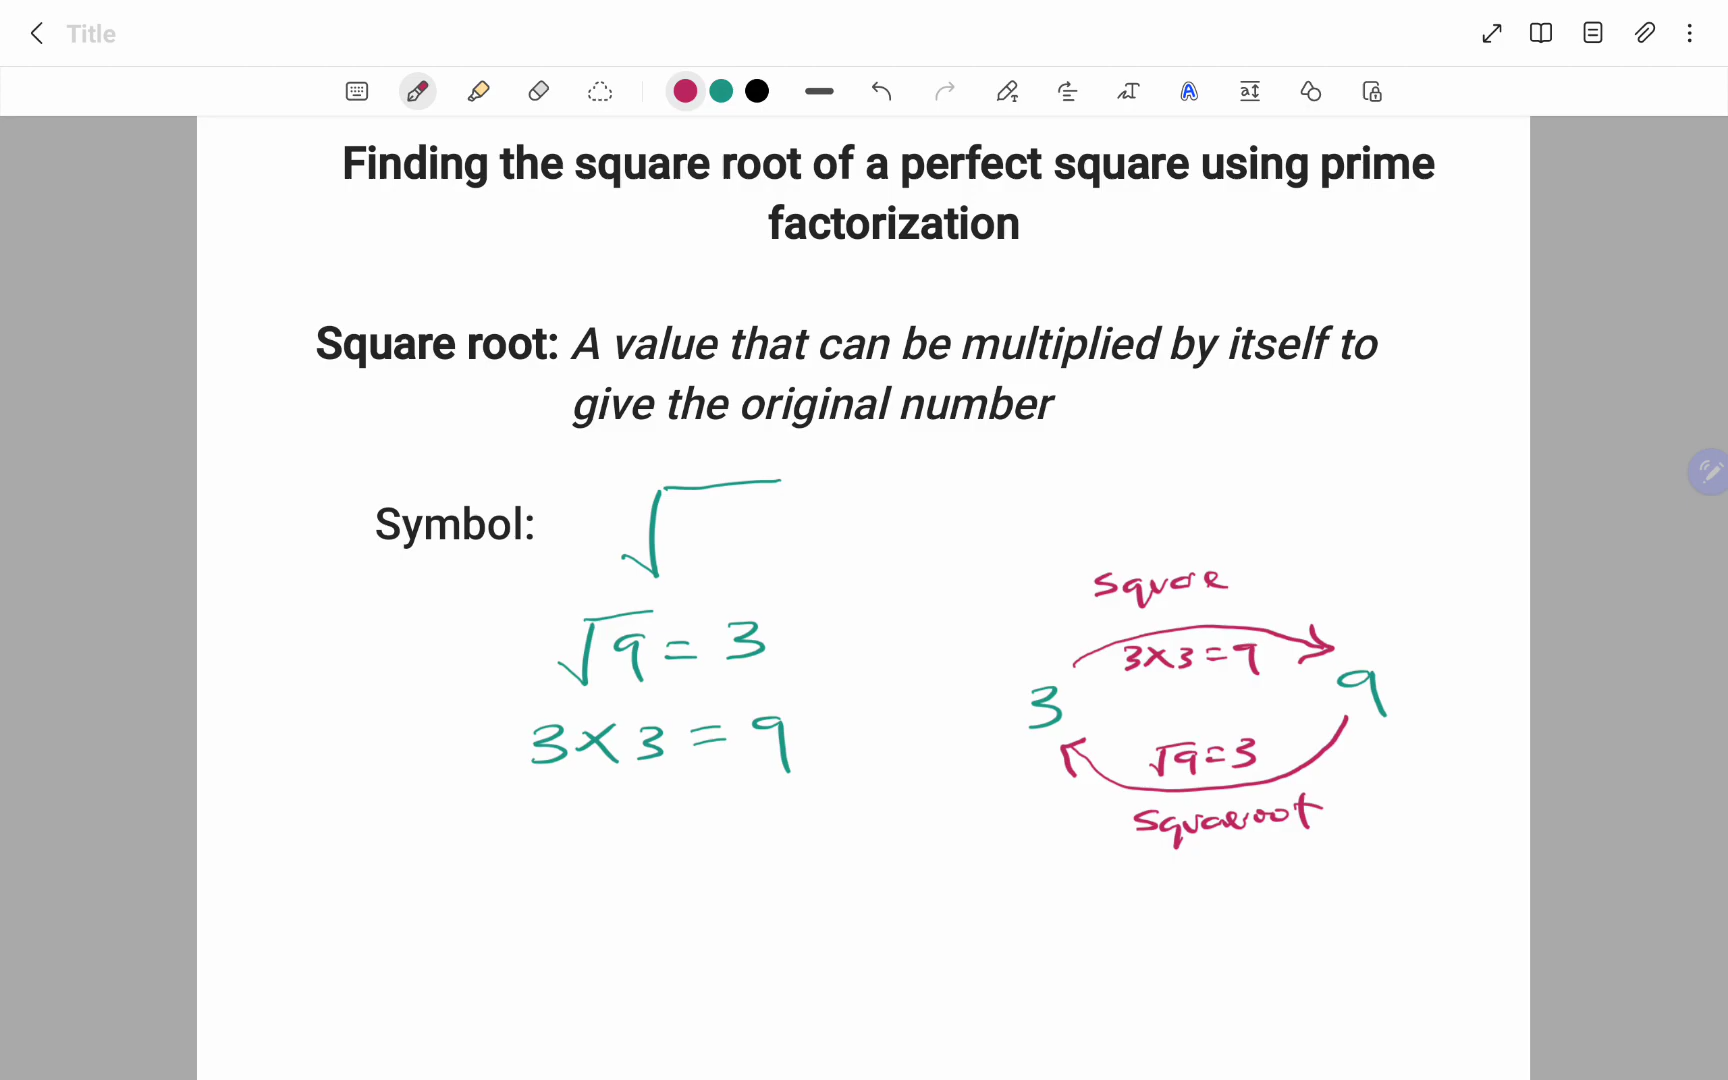 Title
Finding the square root of a perfect square using prime
factorization
Square root: A value that can be multiplied by itself to
give the original number
Symbol: √
√9 = 3
3 × 3 = 9
square
3×3=9
3 9
√9=3
squareroot